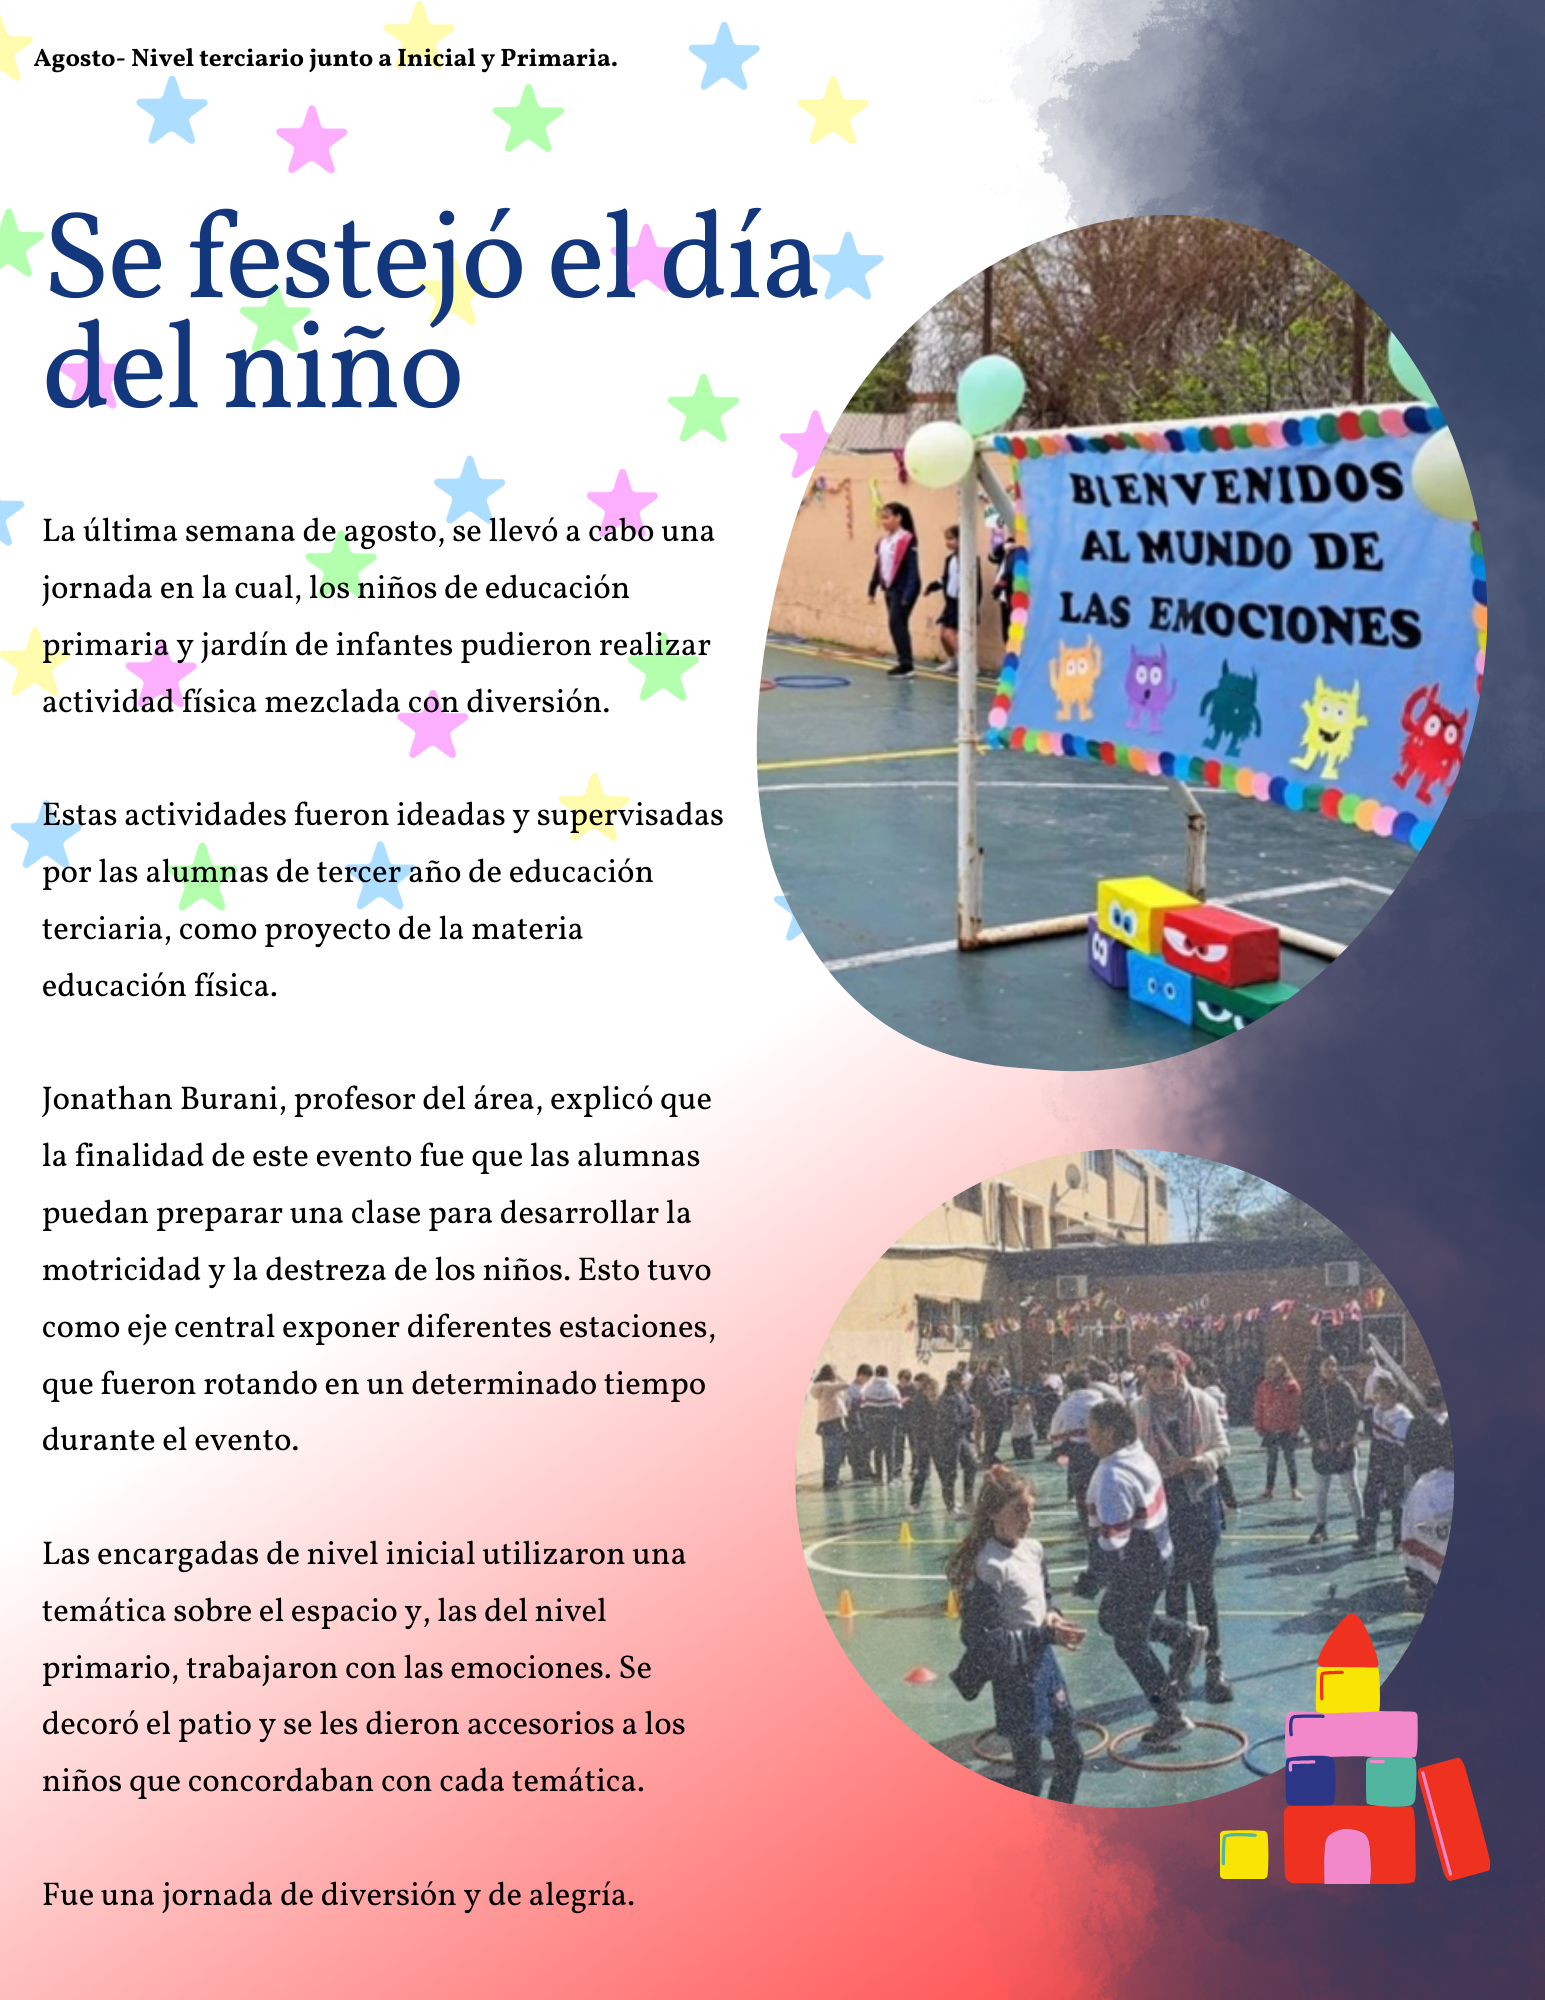 Agosto- Nivel terciario junto a Inicial y Primaria.
Se festejó el día
del niño
La última semana de agosto, se llevó a cabo una
jornada en la cual, los niños de educación
primaria y jardín de infantes pudieron realizar
actividad física mezclada con diversión.
Estas actividades fueron ideadas y supervisadas
por las alumnas de tercer año de educación
terciaria, como proyecto de la materia
educación física.
Jonathan Burani, profesor del área, explicó que
la finalidad de este evento fue que las alumnas
puedan preparar una clase para desarrollar la
motricidad y la destreza de los niños. Esto tuvo
como eje central exponer diferentes estaciones,
que fueron rotando en un determinado tiempo
durante el evento.
Las encargadas de nivel inicial utilizaron una
temática sobre el espacio y, las del nivel
primario, trabajaron con las emociones. Se
decoró el patio y se les dieron accesorios a los
niños que concordaban con cada temática.
Fue una jornada de diversión y de alegría.
BIENVENIDOS
AL MUNDO DE
LAS EMOCIONES